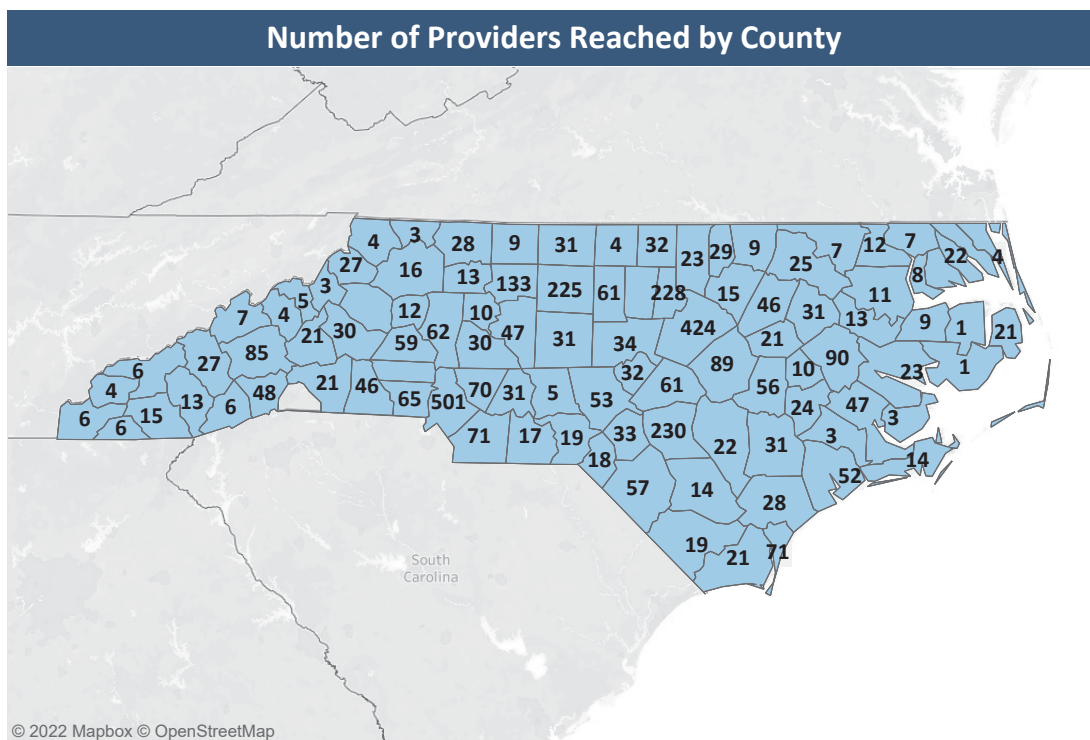 Number of Providers Reached by County
4 3 28 9 31 4 32 23 29 9 25 7 12 7 22 4
27 16 13 133 225 61 228 15 46 31 11 8
3 5 4 7 21 30 12 59 62 10 30 47 31 34 424 21 13 9 1 21
6 27 85 21 46 65 501 70 31 5 53 32 61 89 56 10 90 23 1
4 13 6 48 24 47 3
6 6 15 71 17 19 18 33 230 22 31 3 52 14
57 14 28
19 21 71
South
Carolina
© 2022 Mapbox © OpenStreetMap